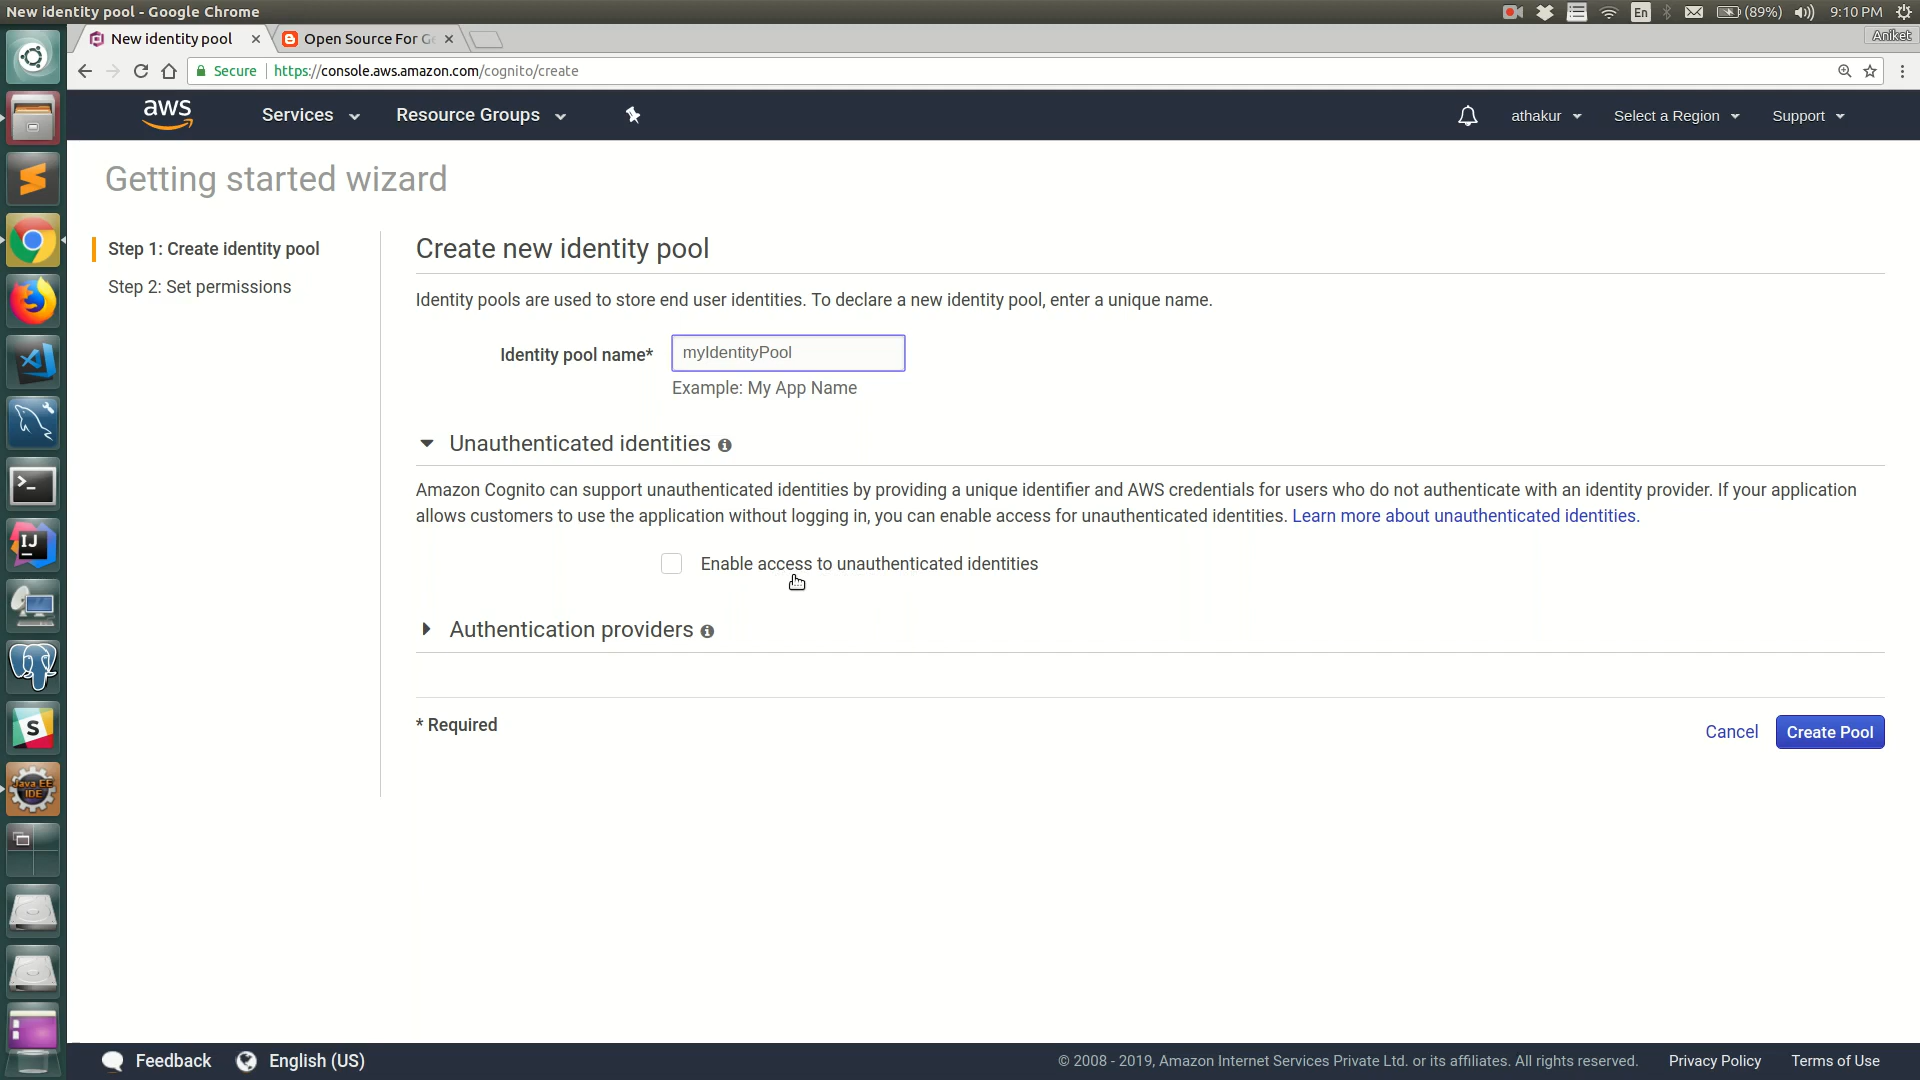 New identity pool - Google Chrome
En
(89%)
9:10 PM
New identity pool
Open Source For G
Aniket
Secure
https://console.aws.amazon.com/cognito/create
aws
Services
Resource Groups
athakur
Select a Region
Support
Getting started wizard
Step 1: Create identity pool
Step 2: Set permissions
Create new identity pool
Identity pools are used to store end user identities. To declare a new identity pool, enter a unique name.
Identity pool name*
myIdentityPool
Example: My App Name
Unauthenticated identities
Amazon Cognito can support unauthenticated identities by providing a unique identifier and AWS credentials for users who do not authenticate with an identity provider. If your application
allows customers to use the application without logging in, you can enable access for unauthenticated identities. Learn more about unauthenticated identities.
Enable access to unauthenticated identities
Authentication providers
* Required
Cancel
Create Pool
IJ
S
Java EE
IDE
Feedback
English (US)
© 2008 - 2019, Amazon Internet Services Private Ltd. or its affiliates. All rights reserved.
Privacy Policy
Terms of Use